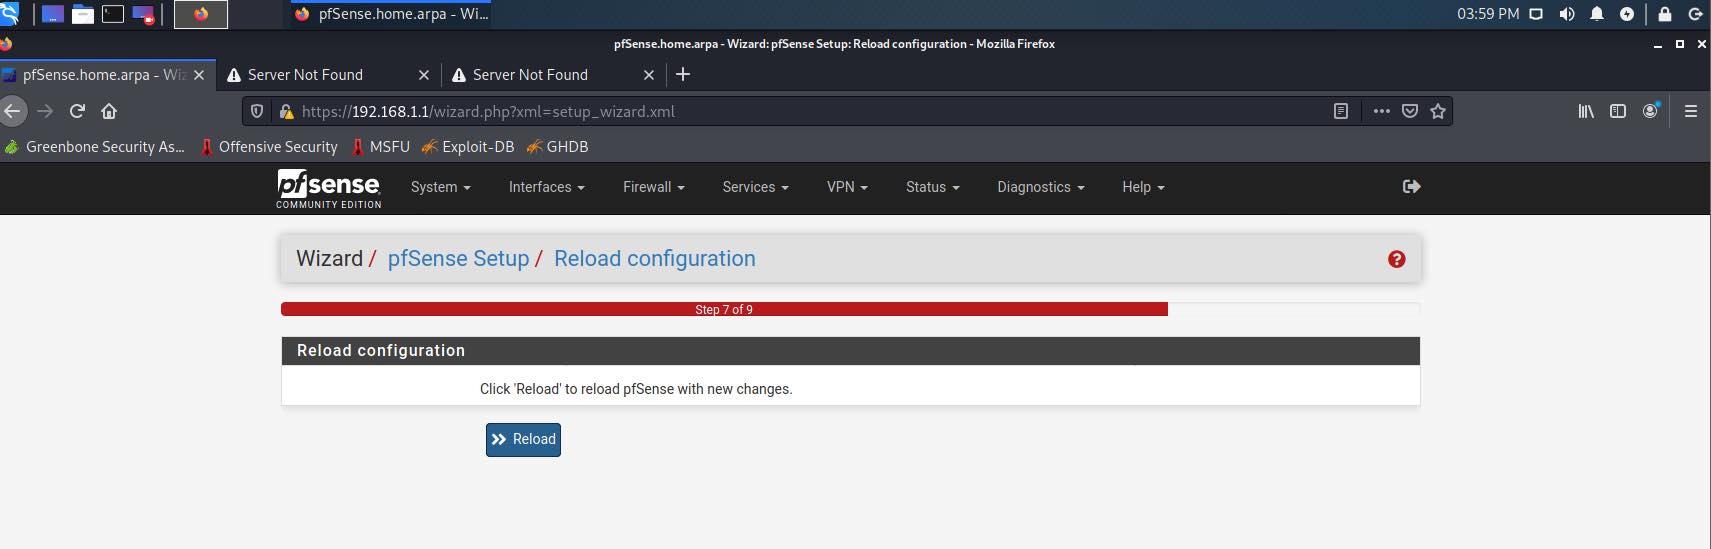 pfSense.home.arpa - Wi...
03:59 PM
pfSense.home.arpa - Wizard: pfSense Setup: Reload configuration - Mozilla Firefox
pfSense.home.arpa - Wiz
Server Not Found
Server Not Found
https://192.168.1.1/wizard.php?xml=setup_wizard.xml
Greenbone Security As...
Offensive Security
MSFU
Exploit-DB
GHDB
pfsense
COMMUNITY EDITION
System
Interfaces
Firewall
Services
VPN
Status
Diagnostics
Help
Wizard / pfSense Setup / Reload configuration
Step 7 of 9
Reload configuration
Click 'Reload' to reload pfSense with new changes.
Reload